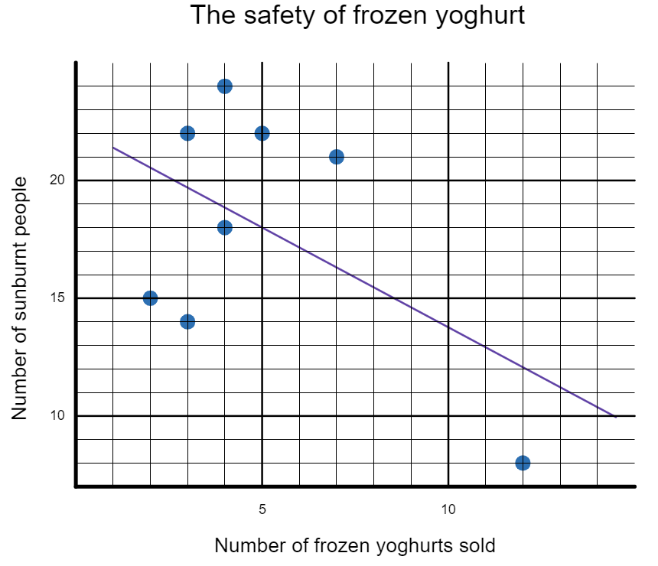 The safety of frozen yoghurt
Number of sunburnt people
20
15
10
5
10
Number of frozen yoghurts sold